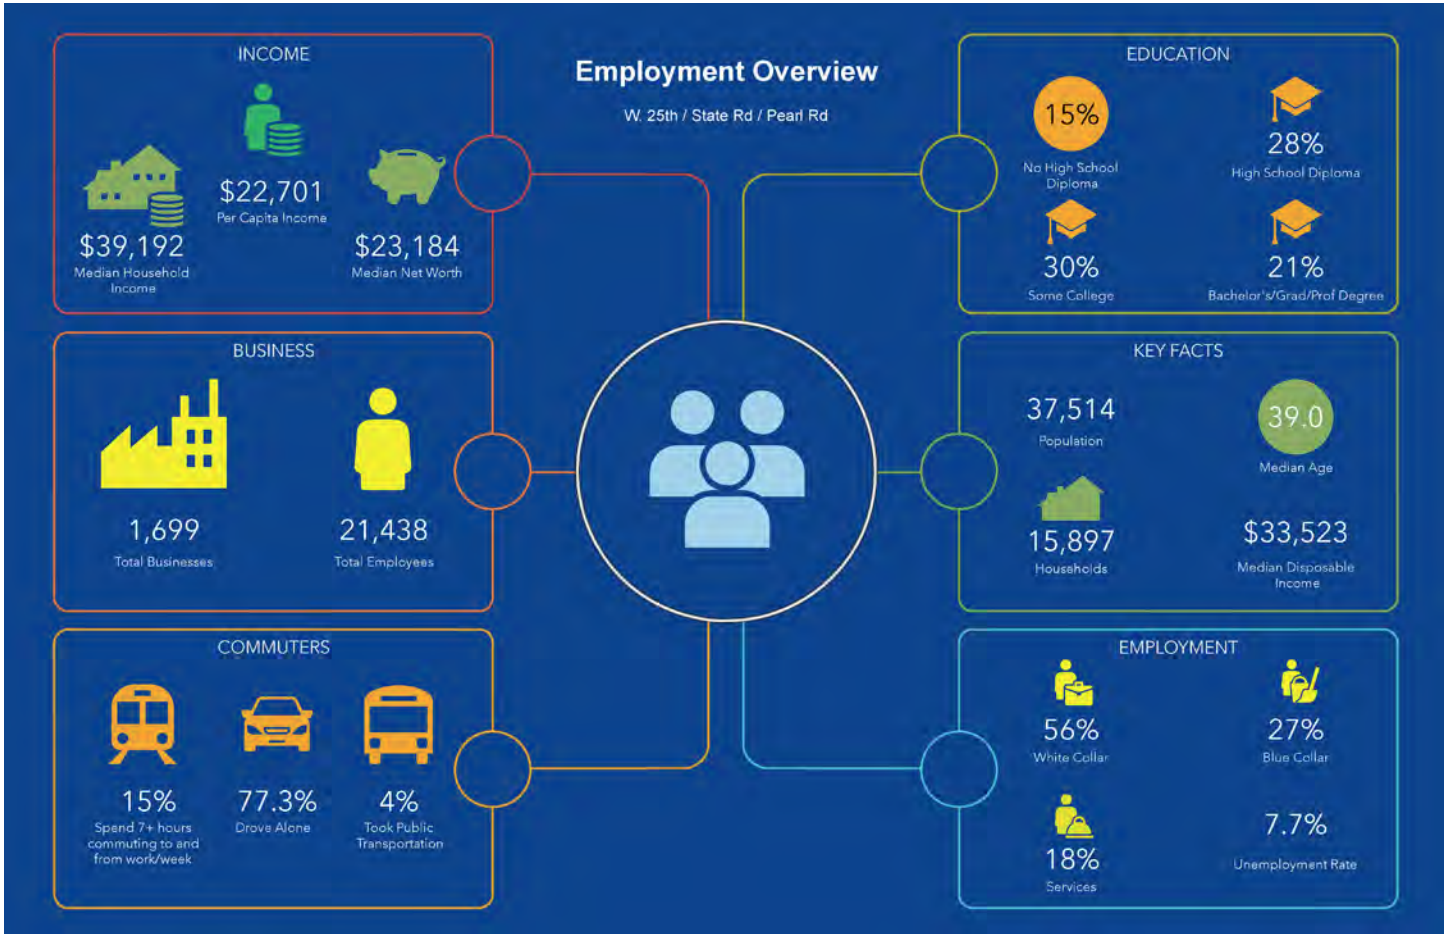 Employment Overview
W. 25th / State Rd / Pearl Rd
INCOME
$22,701
Per Capita Income
$39,192
Median Household
Income
$23,184
Median Net Worth
BUSINESS
1,699
Total Businesses
21,438
Total Employees
COMMUTERS
15%
Spend 7+ hours
commuting to and
from work/week
77.3%
Drove Alone
4%
Took Public
Transportation
EDUCATION
15%
No High School
Diploma
28%
High School Diploma
30%
Some College
21%
Bachelor's/Grad/Prof Degree
KEY FACTS
37,514
Population
39.0
Median Age
15,897
Households
$33,523
Median Disposable
Income
EMPLOYMENT
56%
White Collar
27%
Blue Collar
18%
Services
7.7%
Unemployment Rate